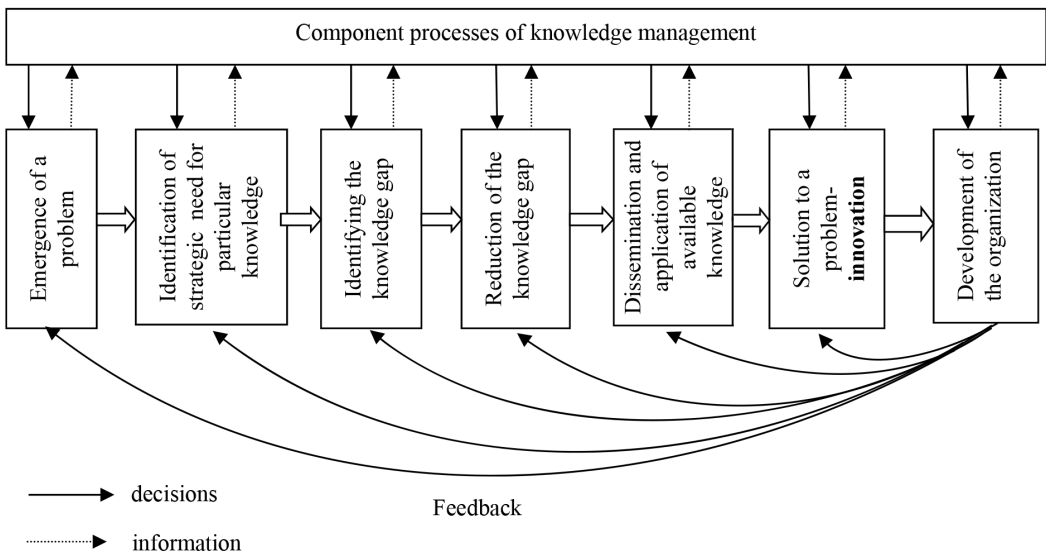 Component processes of knowledge management
Emergence of a
problem
Identification of
strategic need for
particular
knowledge
Identifying the
knowledge gap
Reduction of the
knowledge gap
Dissemination and
application of
available
knowledge
Solution to a
problem-
innovation
Development of
the organization
decisions
Feedback
information